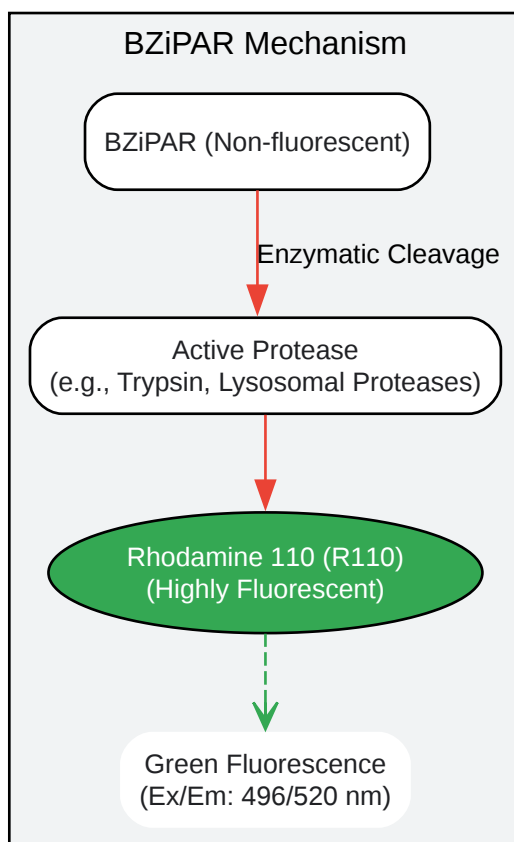 BZiPAR Mechanism
BZiPAR (Non-fluorescent)
Enzymatic Cleavage
Active Protease
(e.g., Trypsin, Lysosomal Proteases)
Rhodamine 110 (R110)
(Highly Fluorescent)
Green Fluorescence
(Ex/Em: 496/520 nm)